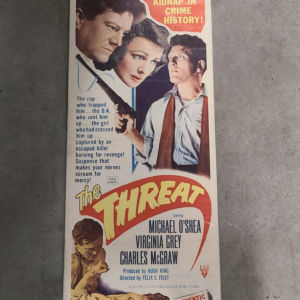 KIDNAP IN
CRIME
HISTORY!
The cop
who trapped
him... the D.A.
who sent him
up... the girl
who had crossed
him up...
captured by an
escaped killer
burning for revenge!
Suspense that
makes your nerves
scream for
mercy!
The
THREAT
starring
MICHAEL O'SHEA
VIRGINIA GREY
CHARLES McGRAW
Produced by HUGH KING
Directed by FELIX E. FEIST